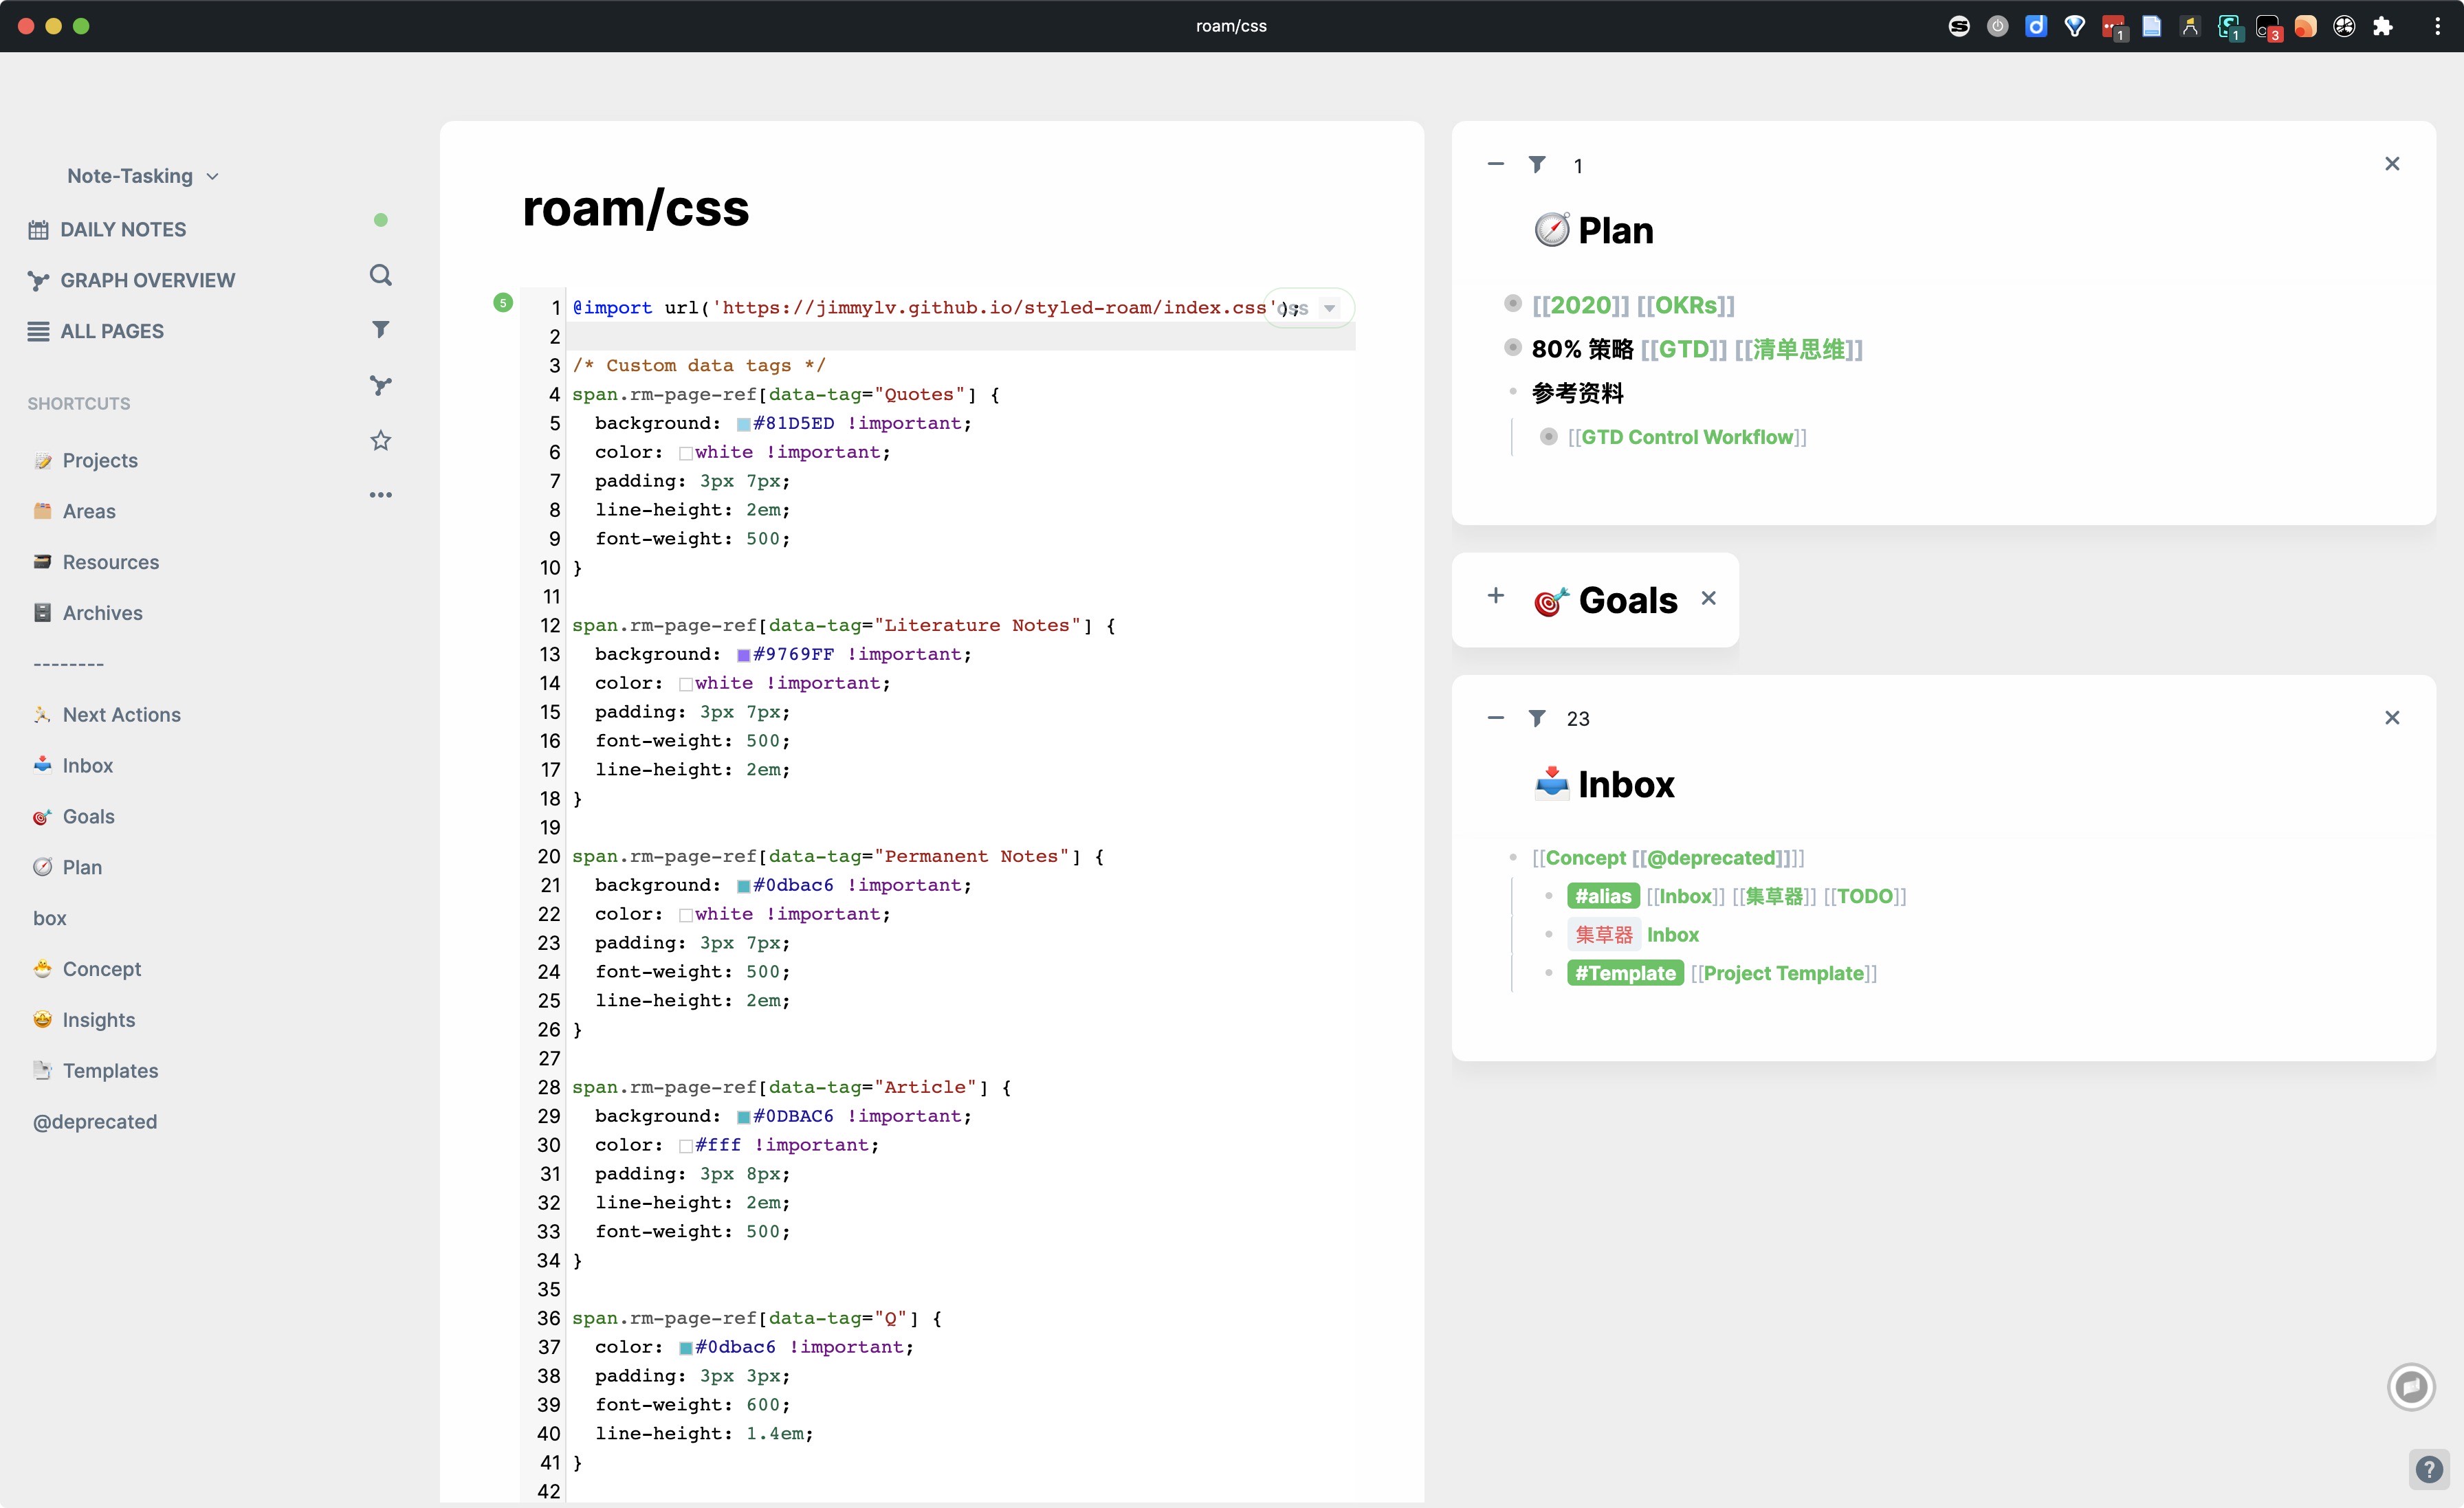 roam/css
1
1
3
Note-Tasking
DAILY NOTES
GRAPH OVERVIEW
ALL PAGES
SHORTCUTS
Projects
Areas
Resources
Archives
--------
Next Actions
Inbox
Goals
Plan
box
Concept
Insights
Templates
@deprecated
roam/css
5
css
1 @import url('https://jimmylv.github.io/styled-roam/index.css');
2
3 /* Custom data tags */
4 span.rm-page-ref[data-tag="Quotes"] {
5 background: #81D5ED !important;
6 color: white !important;
7 padding: 3px 7px;
8 line-height: 2em;
9 font-weight: 500;
10 }
11
12 span.rm-page-ref[data-tag="Literature Notes"] {
13 background: #9769FF !important;
14 color: white !important;
15 padding: 3px 7px;
16 font-weight: 500;
17 line-height: 2em;
18 }
19
20 span.rm-page-ref[data-tag="Permanent Notes"] {
21 background: #0dbac6 !important;
22 color: white !important;
23 padding: 3px 7px;
24 font-weight: 500;
25 line-height: 2em;
26 }
27
28 span.rm-page-ref[data-tag="Article"] {
29 background: #0DBAC6 !important;
30 color: #fff !important;
31 padding: 3px 8px;
32 line-height: 2em;
33 font-weight: 500;
34 }
35
36 span.rm-page-ref[data-tag="Q"] {
37 color: #0dbac6 !important;
38 padding: 3px 3px;
39 font-weight: 600;
40 line-height: 1.4em;
41 }
42
1
Plan
[[2020]] [[OKRs]]
80% 策略 [[GTD]] [[清单思维]]
参考资料
[[GTD Control Workflow]]
Goals
23
Inbox
[[Concept [[@deprecated]]]]
#alias [[Inbox]] [[集草器]] [[TODO]]
集草器 Inbox
#Template [[Project Template]]
?